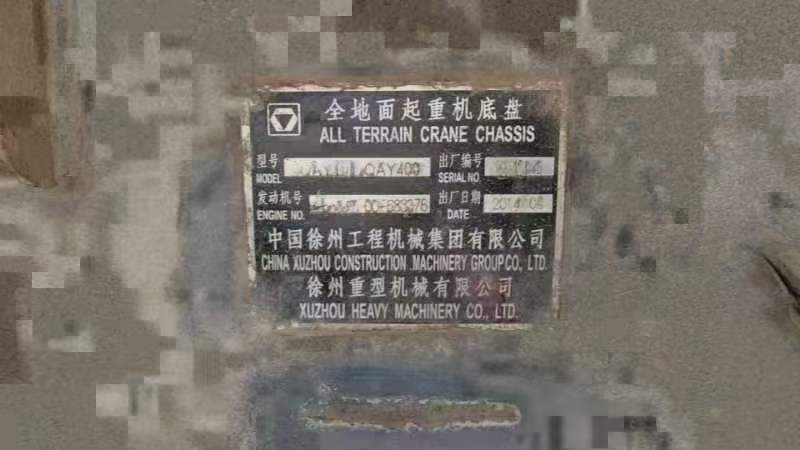 全地面起重机底盘
ALL TERRAIN CRANE CHASSIS
型号 QAY400 出厂编号
MODEL SERIAL NO.
发动机号 出厂日期
ENGINE NO. DATE
中国徐州工程机械集团有限公司
CHINA XUZHOU CONSTRUCTION MACHINERY GROUP CO., LTD.
徐州重型机械有限公司
XUZHOU HEAVY MACHINERY CO., LTD.